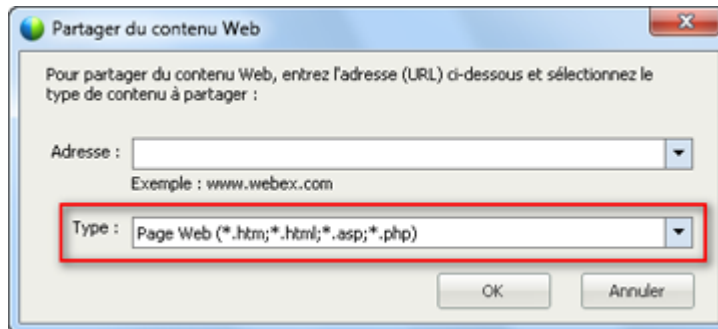 Partager du contenu Web
Pour partager du contenu Web, entrez l'adresse (URL) ci-dessous et sélectionnez le
type de contenu à partager :
Adresse :
Exemple : www.webex.com
Type : Page Web (*.htm;*.html;*.asp;*.php)
OK Annuler